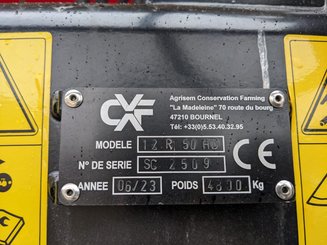 CXF
Agrisem Conservation Farming
"La Madeleine" 70 route du bourg
47210 BOURNEL
Tél: +33(0)5.53.40.32.95
MODELE 12 R 50 AG
N° DE SERIE SC 2509
CE
ANNEE 06/23 POIDS 4800 Kg